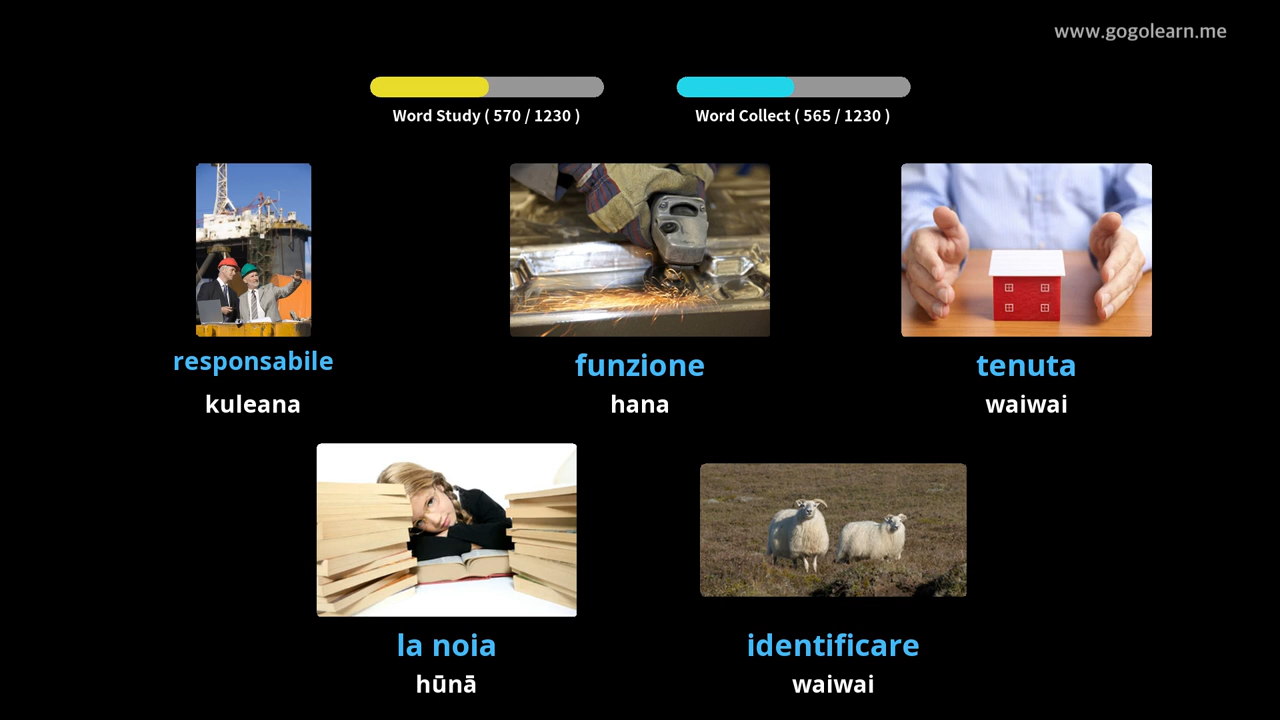 www.gogolearn.me
Word Study ( 570 / 1230 )
Word Collect ( 565 / 1230 )
responsabile
kuleana
funzione
hana
tenuta
waiwai
la noia
hūnā
identificare
waiwai